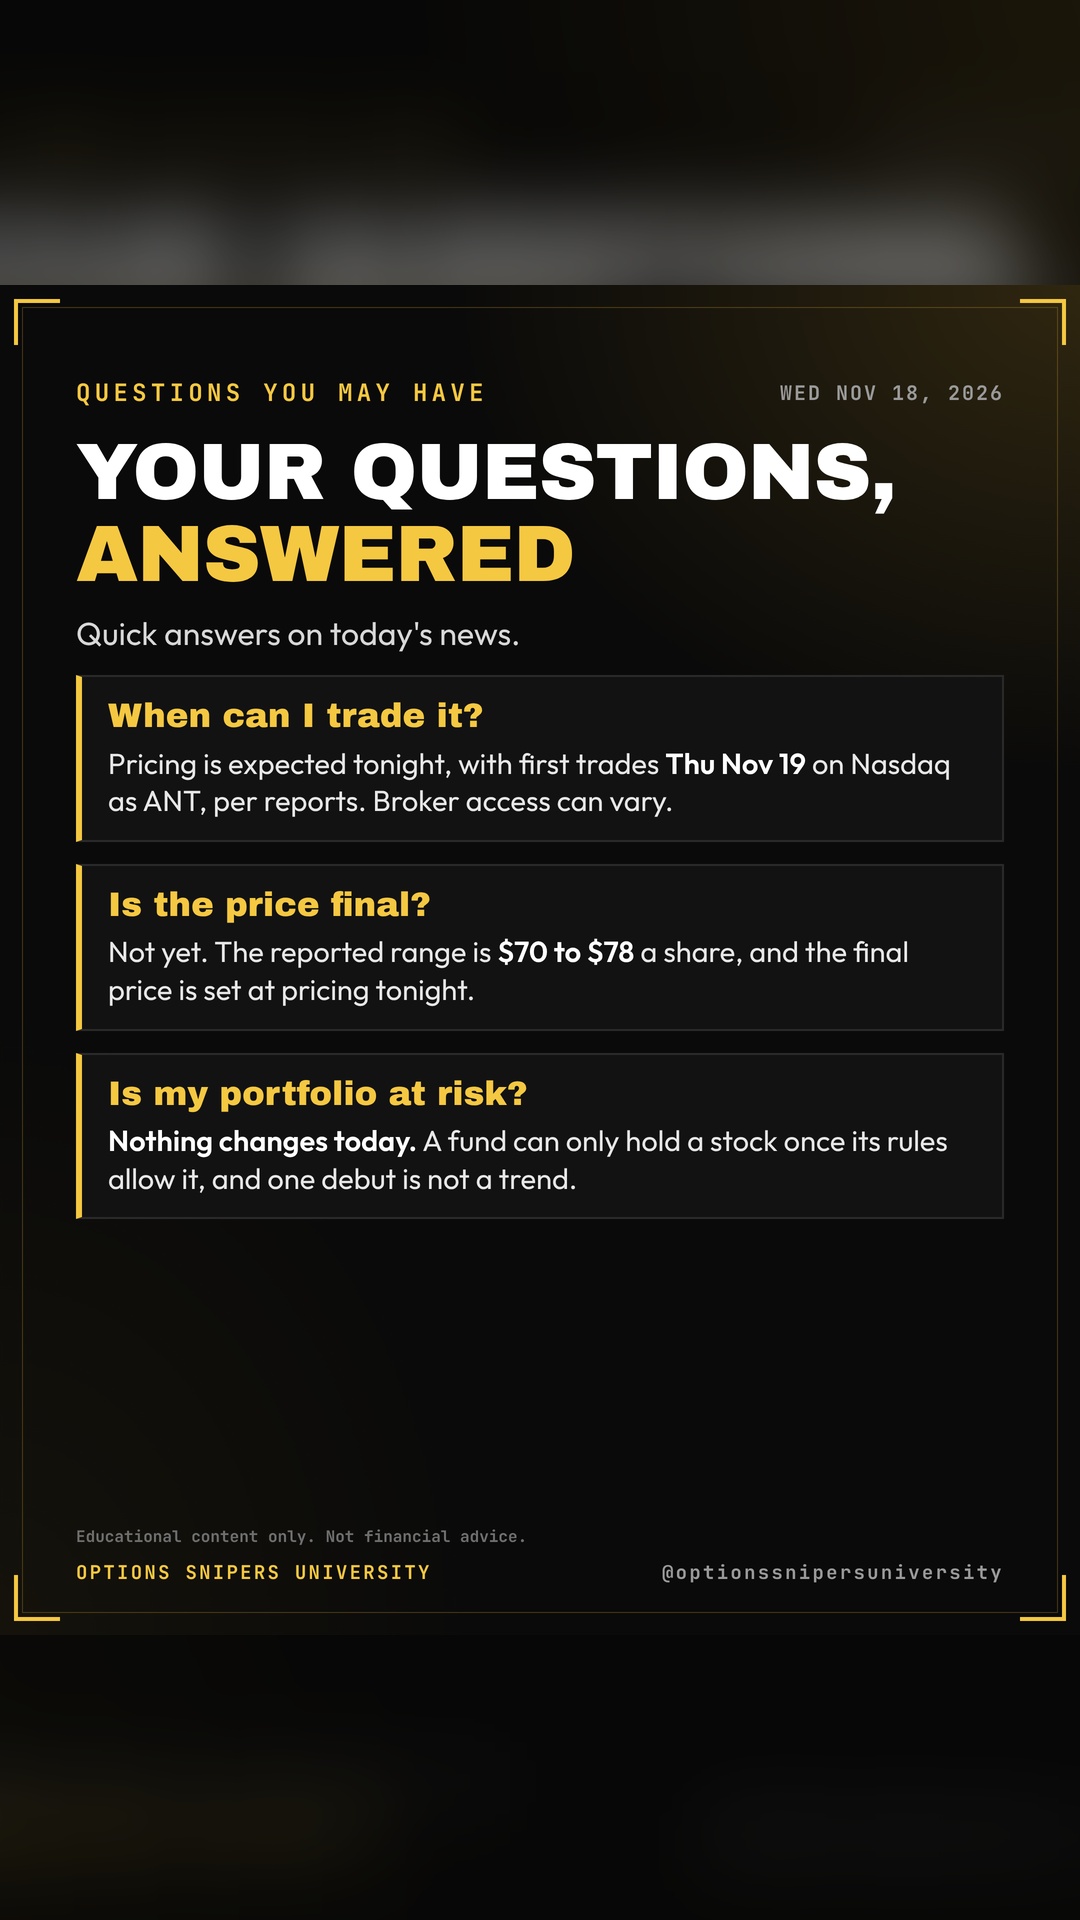 QUESTIONS YOU MAY HAVE
WED NOV 18, 2026
YOUR QUESTIONS,
ANSWERED
Quick answers on today's news.
When can I trade it?
Pricing is expected tonight, with first trades Thu Nov 19 on Nasdaq
as ANT, per reports. Broker access can vary.
Is the price final?
Not yet. The reported range is $70 to $78 a share, and the final
price is set at pricing tonight.
Is my portfolio at risk?
Nothing changes today. A fund can only hold a stock once its rules
allow it, and one debut is not a trend.
Educational content only. Not financial advice.
OPTIONS SNIPERS UNIVERSITY
@optionssnipersuniversity